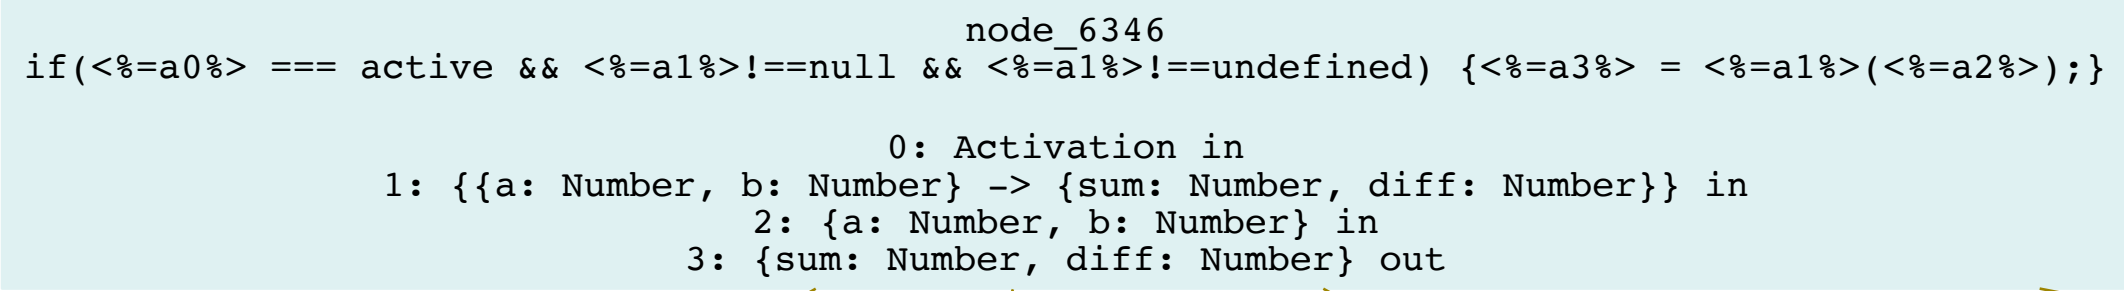 node_6346
if(<%=a0%> === active && <%=a1%>!==null && <%=a1%>!==undefined) {<%=a3%> = <%=a1%>(<%=a2%>);}
0: Activation in
1: {{a: Number, b: Number} -> {sum: Number, diff: Number}} in
2: {a: Number, b: Number} in
3: {sum: Number, diff: Number} out